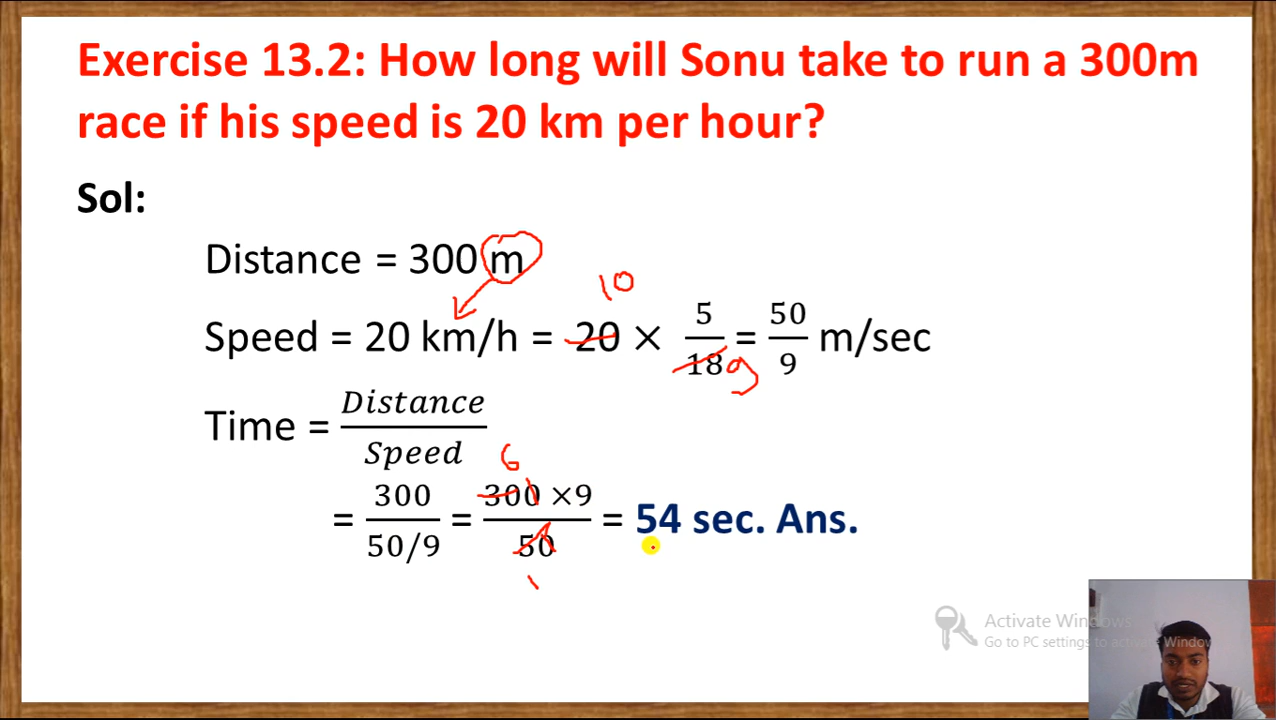 Exercise 13.2: How long will Sonu take to run a 300m
race if his speed is 20 km per hour?
Sol:
Distance = 300 m
10
Speed = 20 km/h = 20 × 5/18 = 50/9 m/sec
9
Time = Distance/Speed
6
= 300/50/9 = 300 ×9/50 = 54 sec. Ans.
1
Activate Windows
Go to PC settings to activate Windows